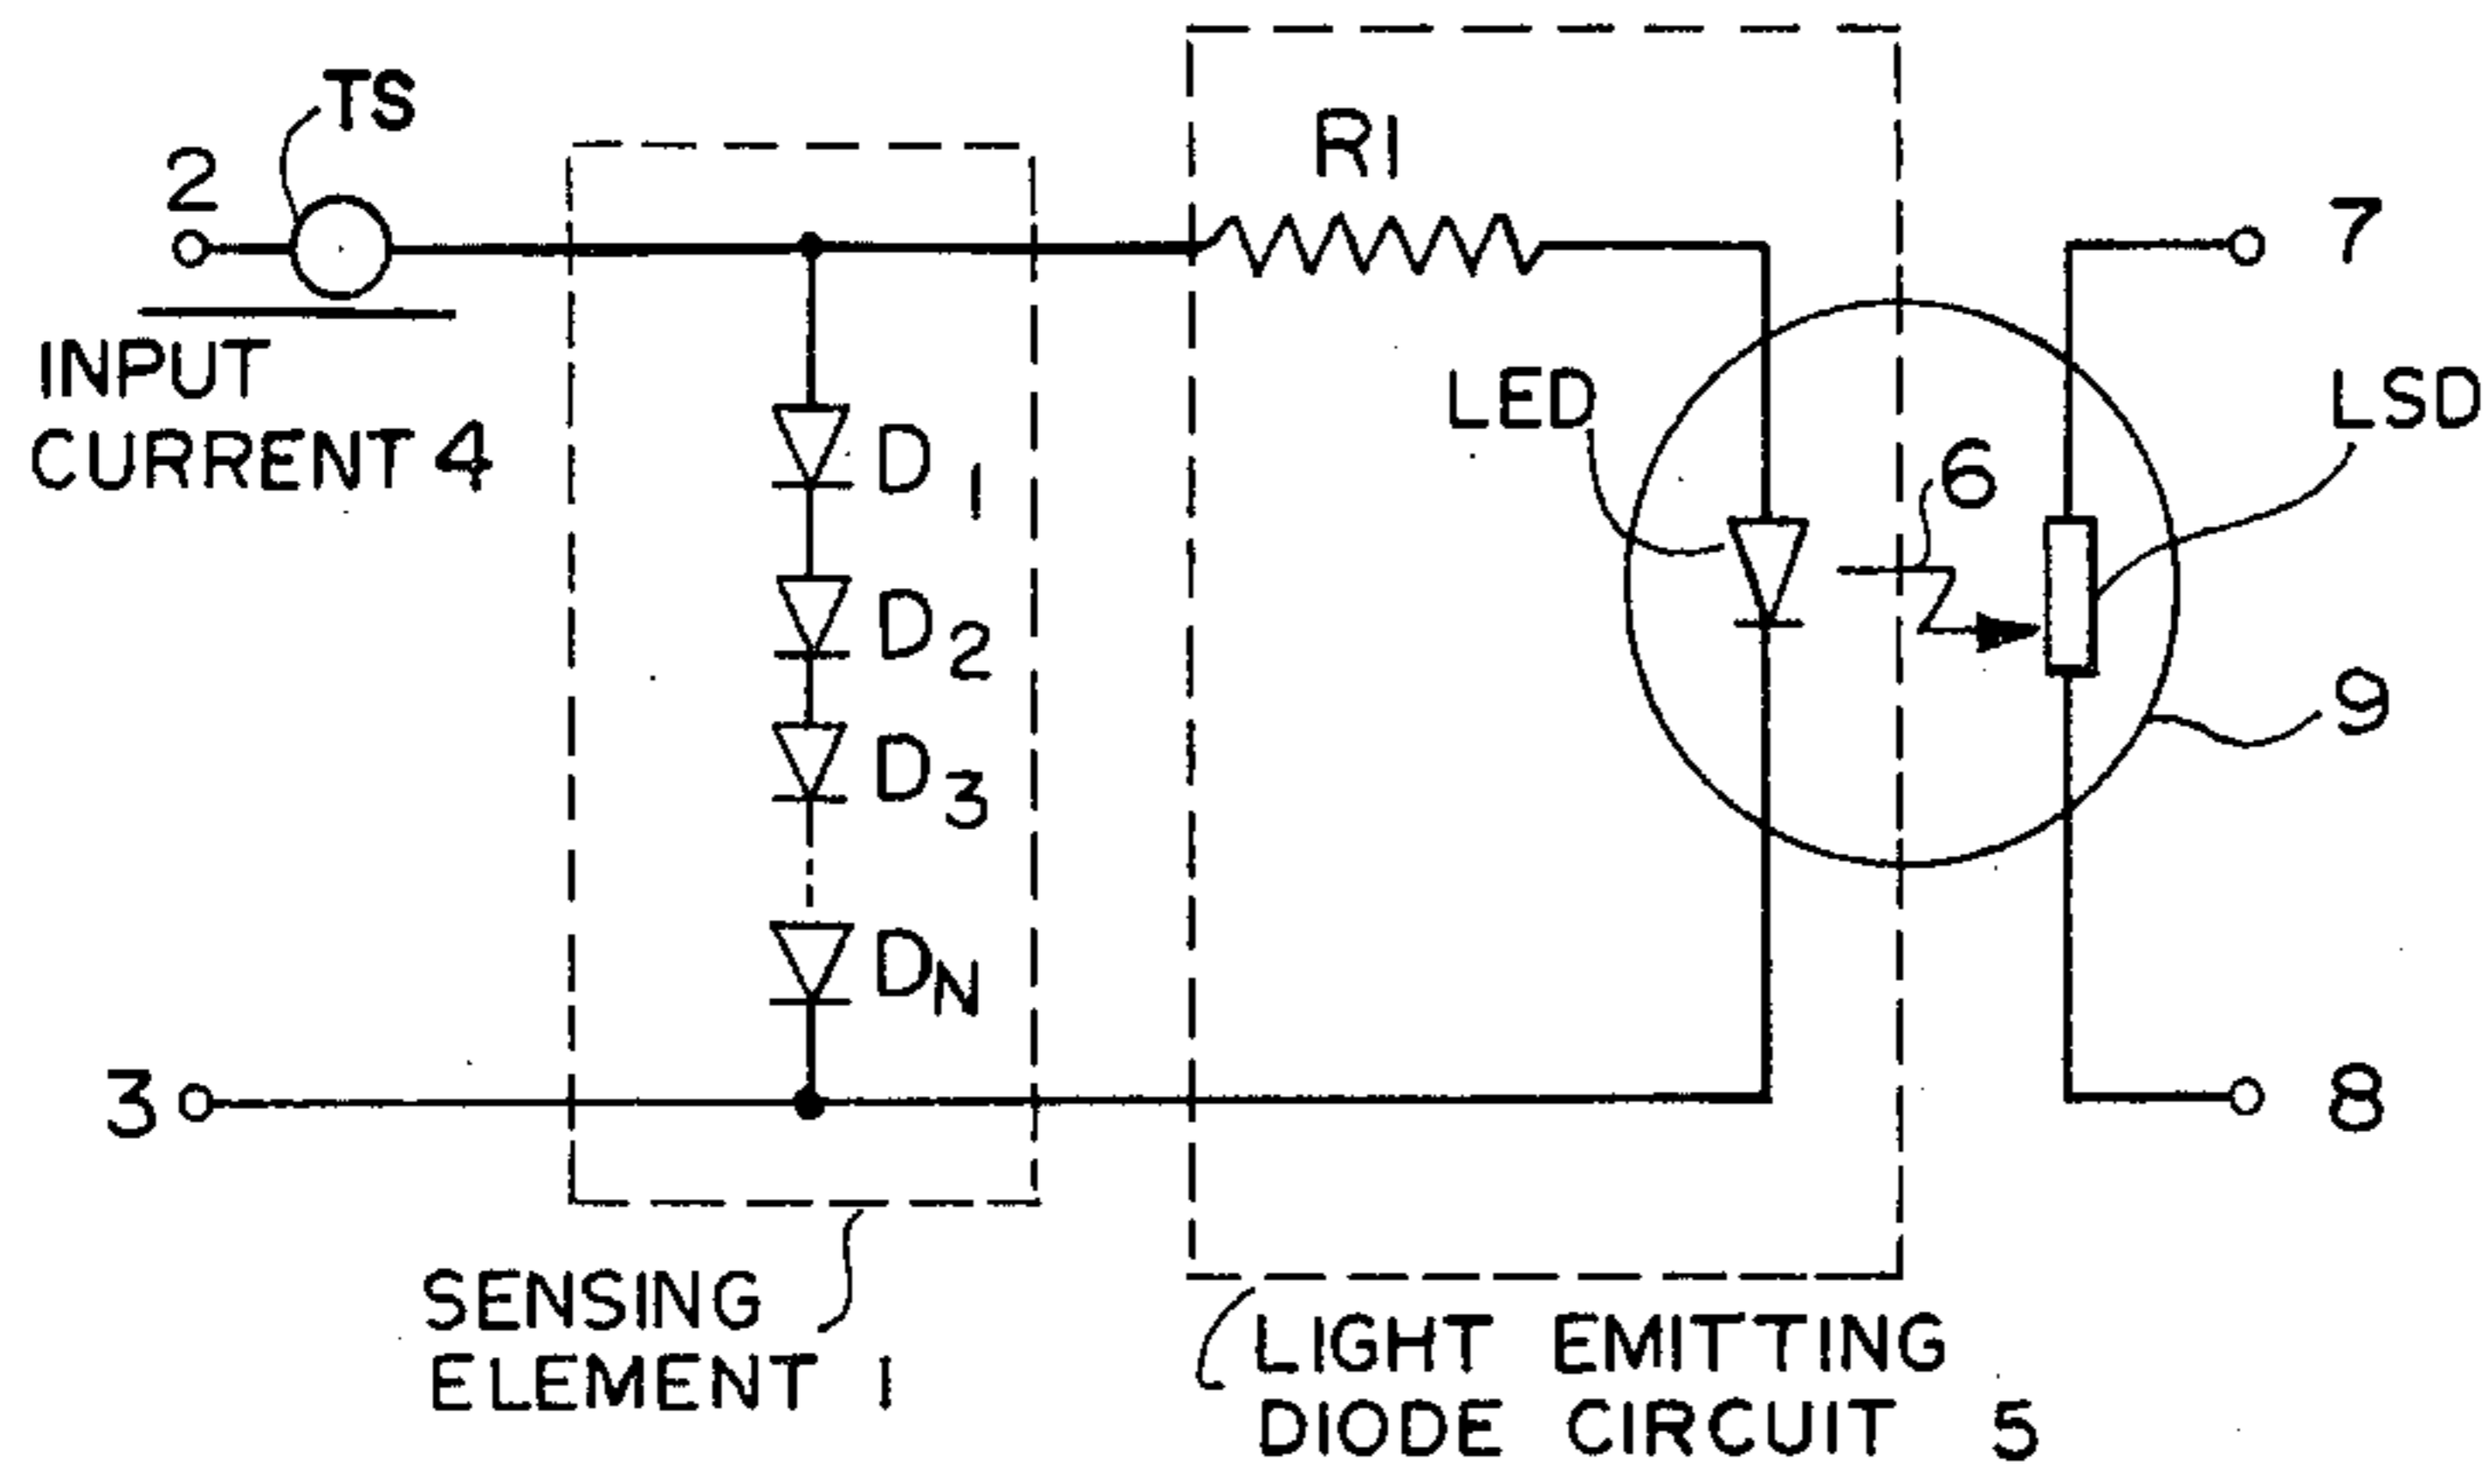 TS
2
R1
7
INPUT
CURRENT 4
LED
LSD
6
D1
D2
D3
9
DN
3
8
SENSING
ELEMENT 1
LIGHT EMITTING
DIODE CIRCUIT 5